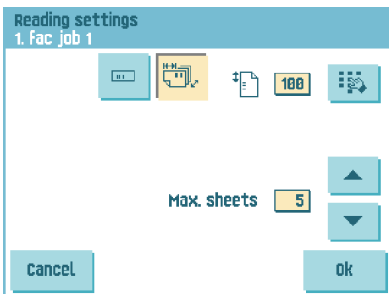 Reading settings
1. Fac job 1
100
Max. sheets 5
Cancel Ok